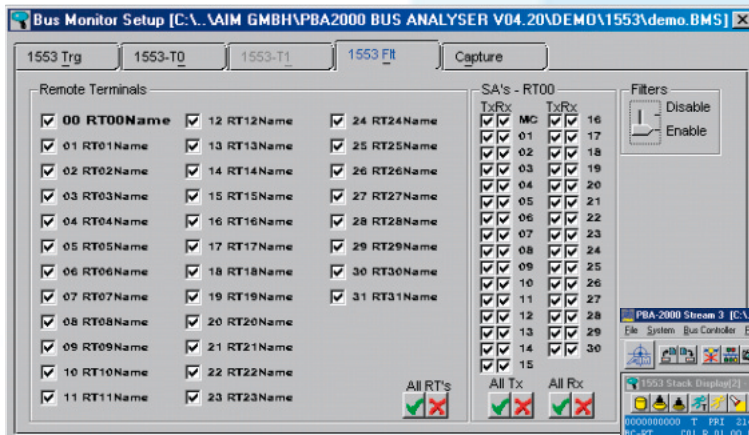 Bus Monitor Setup [C:\..\AIM GMBH\PBA2000 BUS ANALYSER V04.20\DEMO\1553\demo.BMS]
1553 Trg
1553-T0
1553-T1
1553 Flt
Capture
Remote Terminals
00 RT00Name
01 RT01Name
02 RT02Name
03 RT03Name
04 RT04Name
05 RT05Name
06 RT06Name
07 RT07Name
08 RT08Name
09 RT09Name
10 RT10Name
11 RT11Name
12 RT12Name
13 RT13Name
14 RT14Name
15 RT15Name
16 RT16Name
17 RT17Name
18 RT18Name
19 RT19Name
20 RT20Name
21 RT21Name
22 RT22Name
23 RT23Name
24 RT24Name
25 RT25Name
26 RT26Name
27 RT27Name
28 RT28Name
29 RT29Name
30 RT30Name
31 RT31Name
All RT's
SA's - RT00
TxRx
TxRx
MC 16
01 17
02 18
03 19
04 20
05 21
06 22
07 23
08 24
09 25
10 26
11 27
12 28
13 29
14 30
15
All Tx
All Rx
Filters
Disable
Enable
PBA-2000 Stream 3 [C:\
File System Bus Controller
1553 Stack Display[2] -
0000000000 T PRI
BC-RT C01 R 01